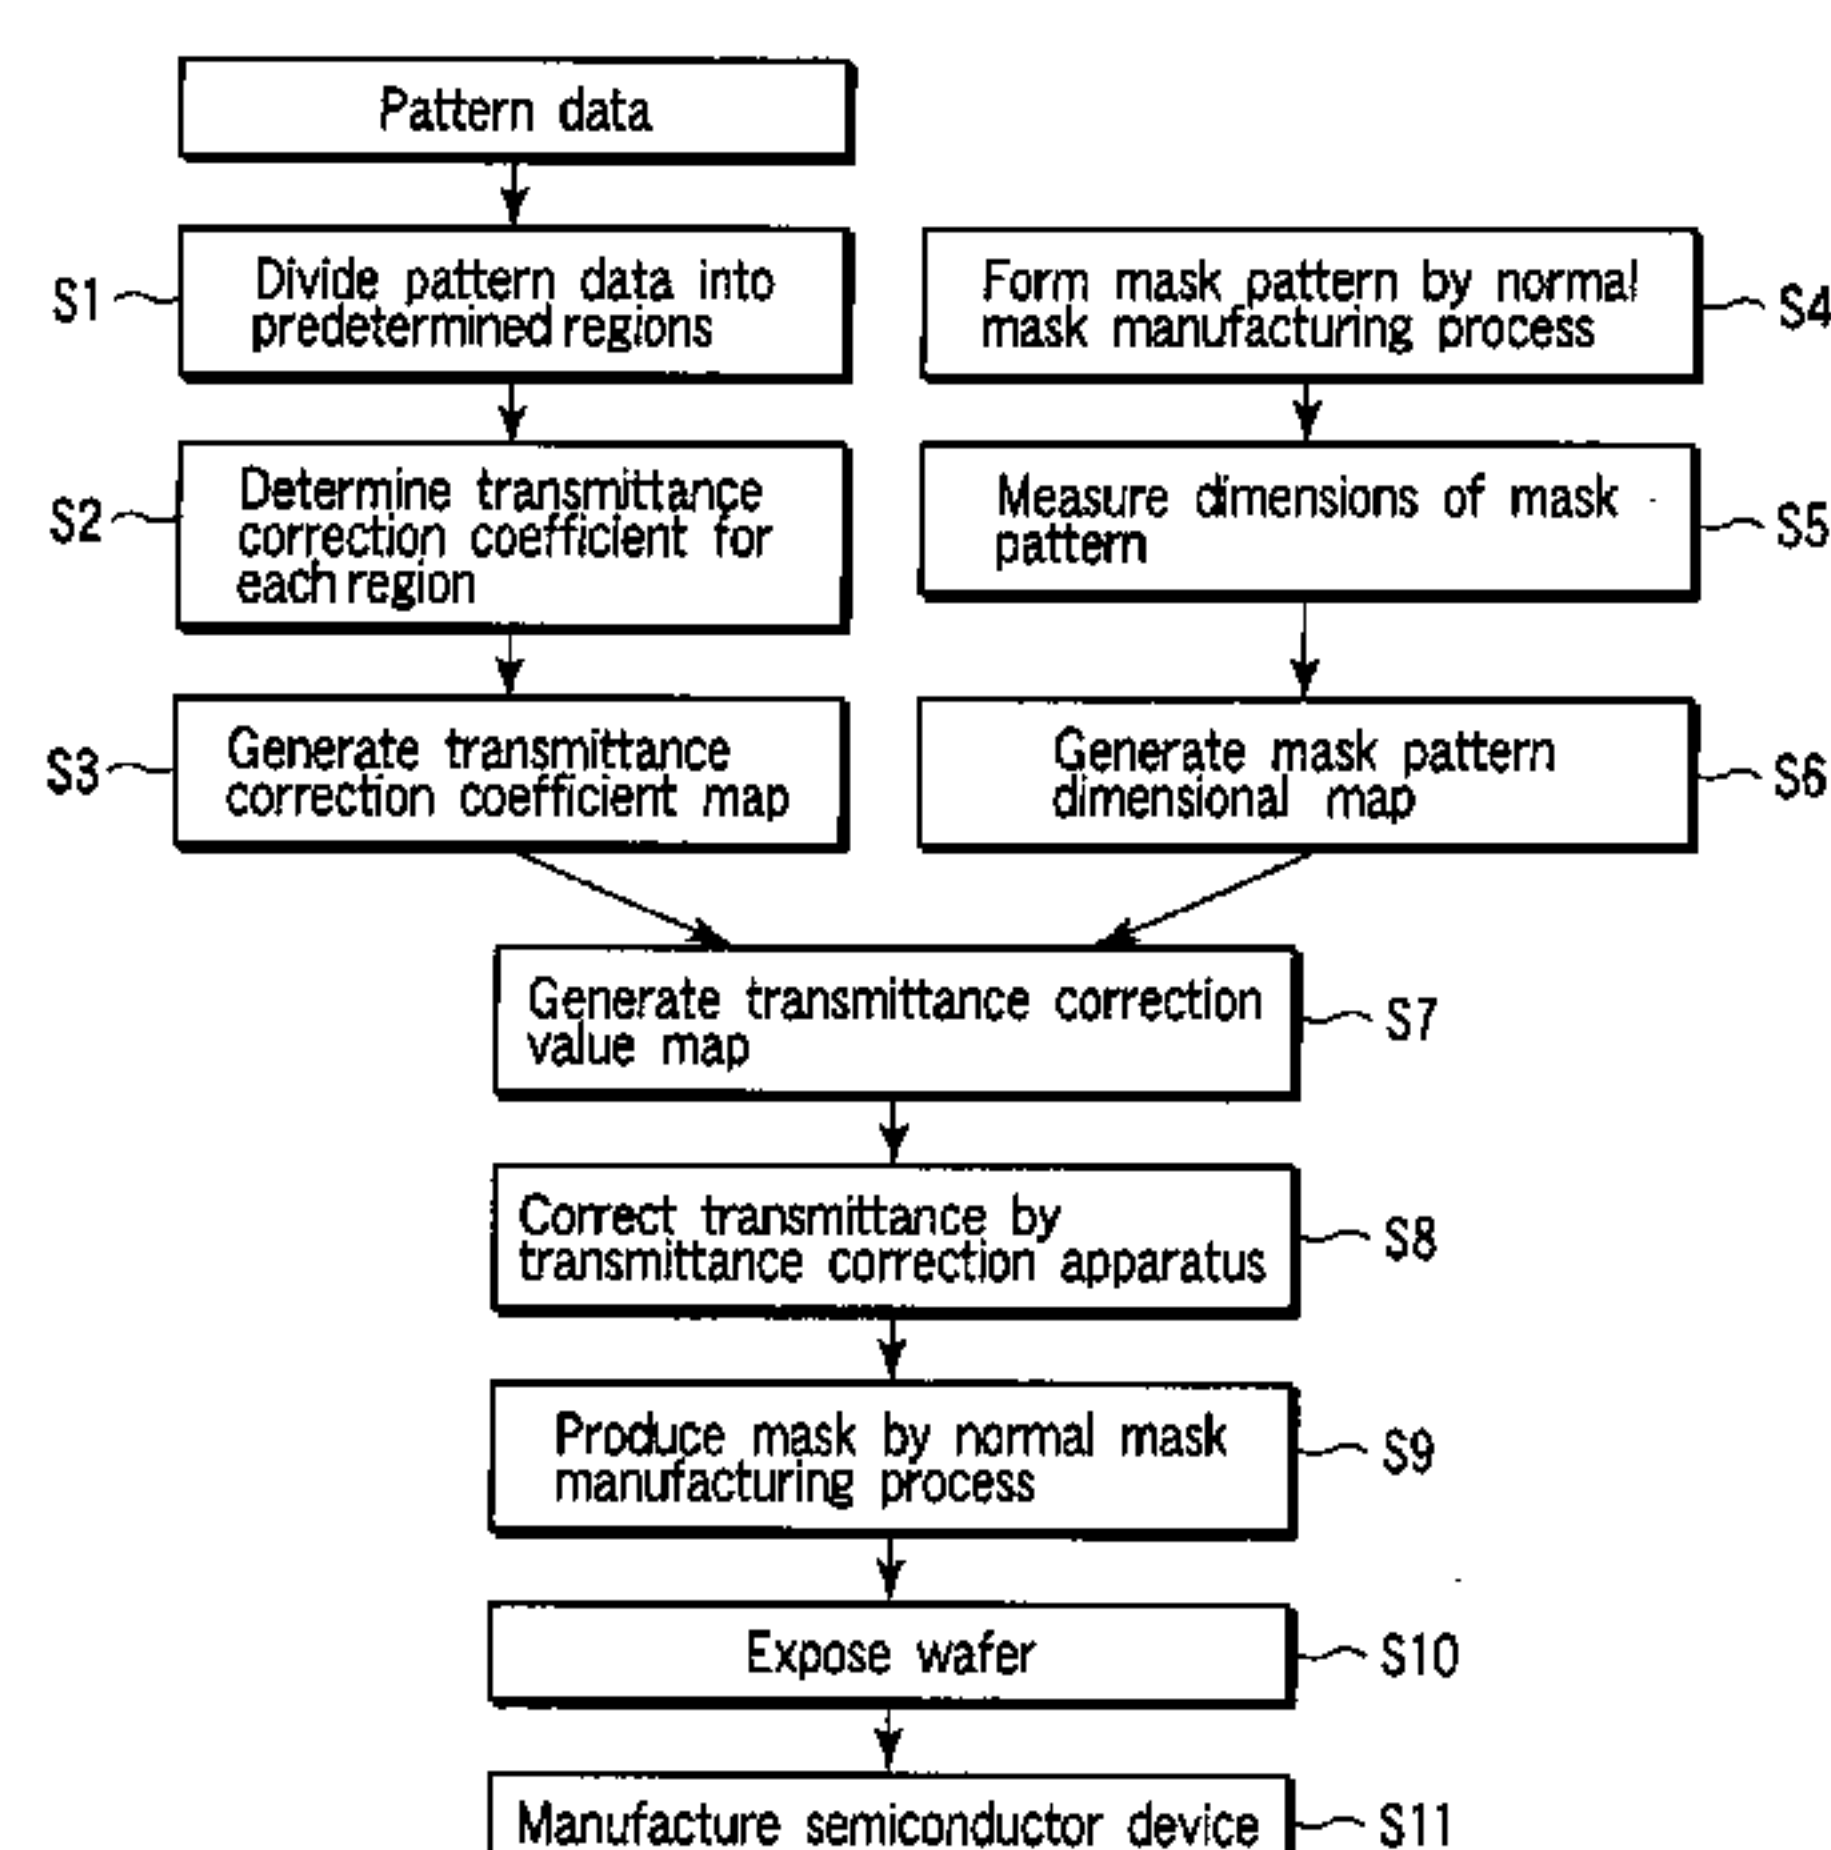 Pattern data
S1
Divide pattern data into
predetermined regions
S2
Determine transmittance
correction coefficient for
each region
S3
Generate transmittance
correction coefficient map
Form mask pattern by normal
mask manufacturing process
S4
Measure dimensions of mask
pattern
S5
Generate mask pattern
dimensional map
S6
Generate transmittance correction
value map
S7
Correct transmittance by
transmittance correction apparatus
S8
Produce mask by normal mask
manufacturing process
S9
Expose wafer
S10
Manufacture semiconductor device
S11